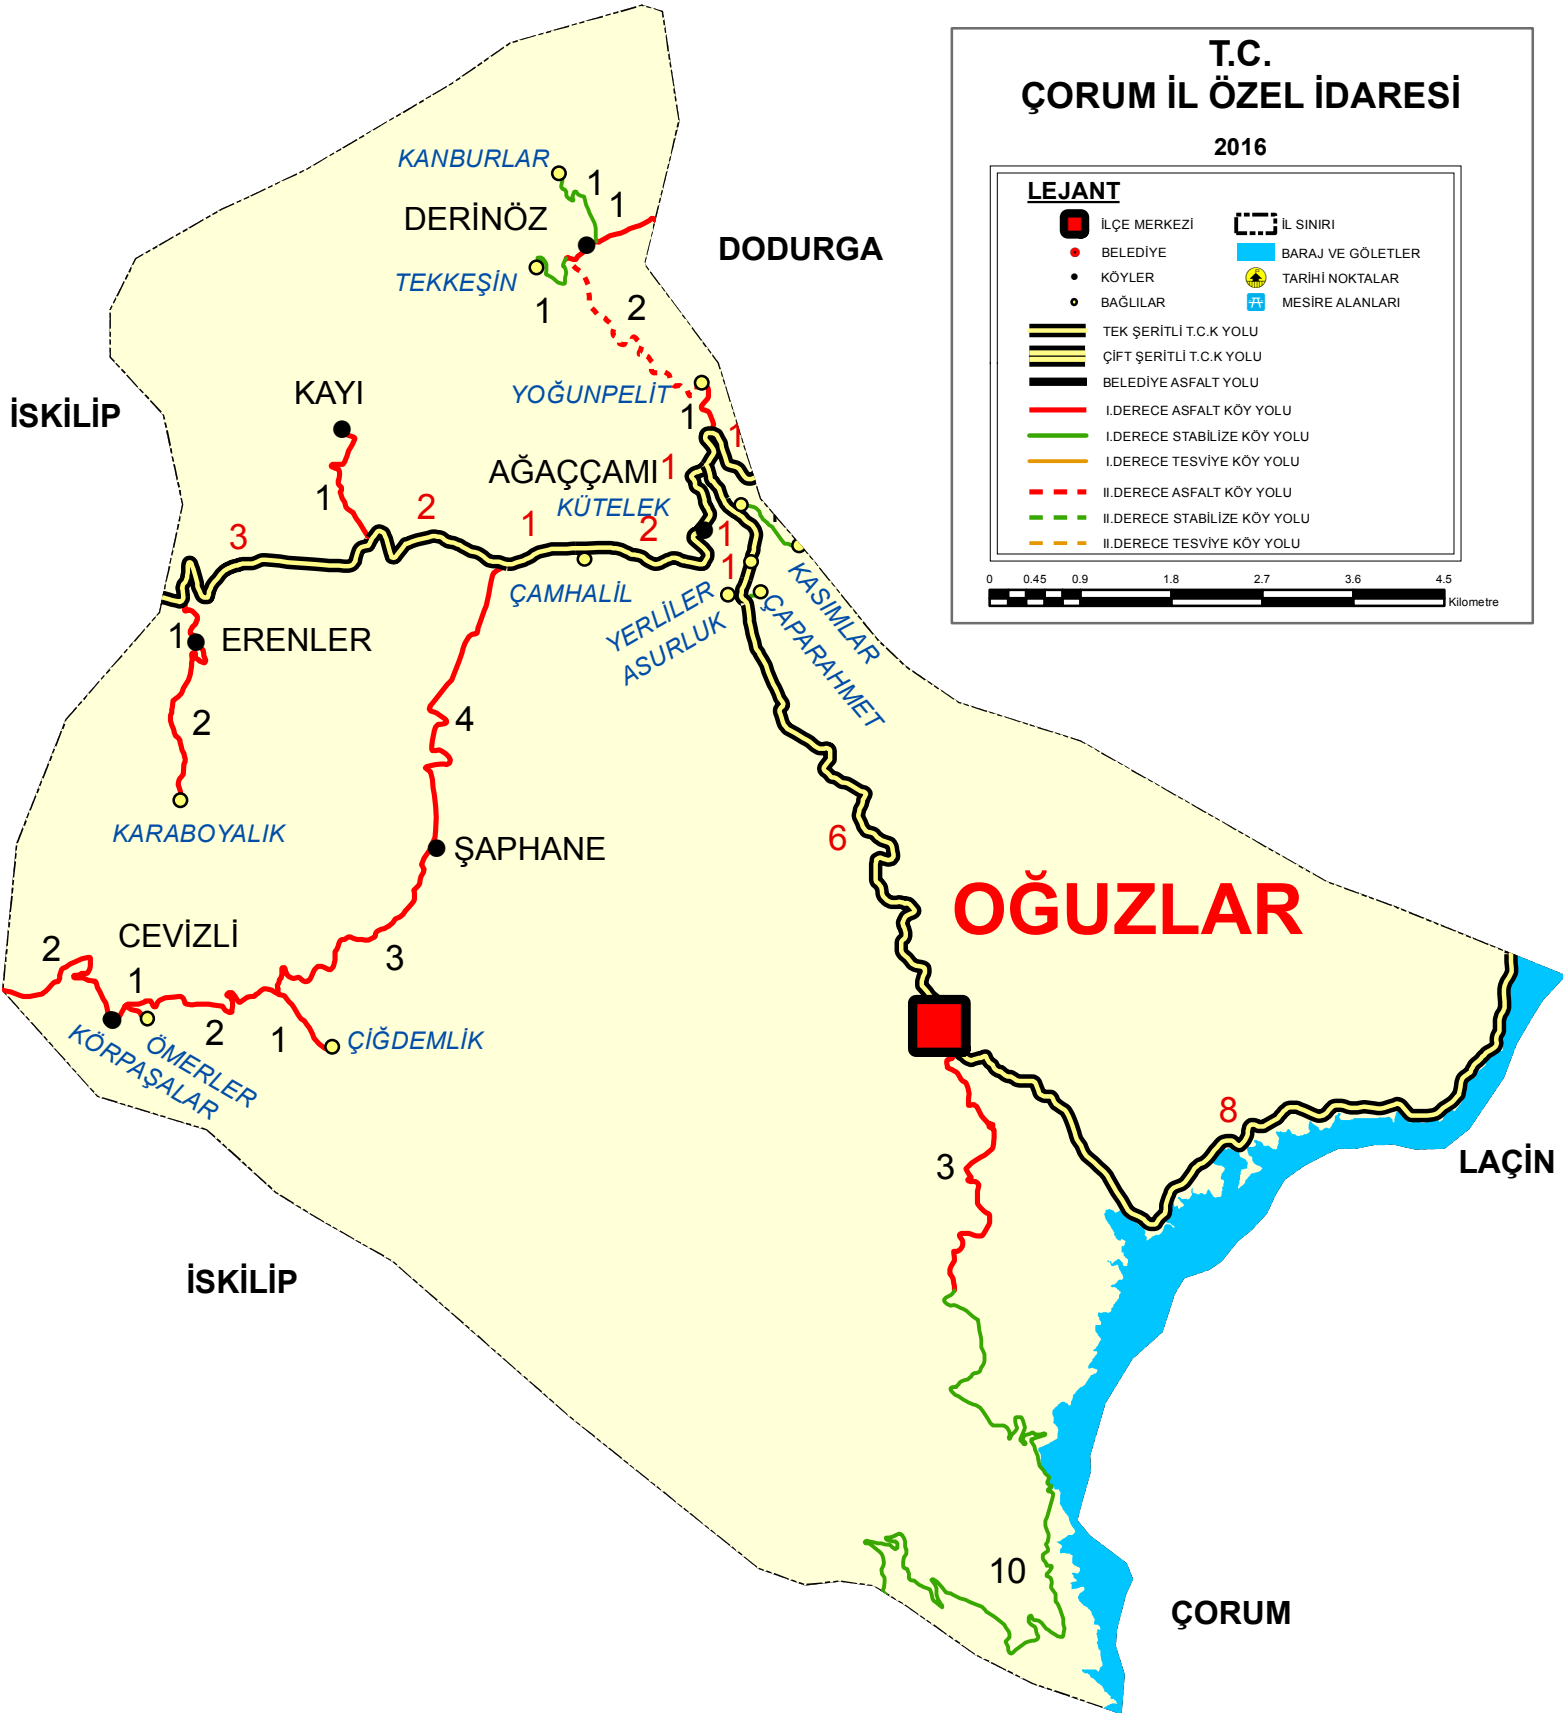 T.C.
ÇORUM İL ÖZEL İDARESİ
2016
LEJANT
İLÇE MERKEZİ
İL SINIRI
BELEDİYE
BARAJ VE GÖLETLER
KÖYLER
TARİHİ NOKTALAR
BAĞLILAR
MESİRE ALANLARI
TEK ŞERİTLİ T.C.K YOLU
ÇİFT ŞERİTLİ T.C.K YOLU
BELEDİYE ASFALT YOLU
I.DERECE ASFALT KÖY YOLU
I.DERECE STABİLİZE KÖY YOLU
I.DERECE TESVİYE KÖY YOLU
II.DERECE ASFALT KÖY YOLU
II.DERECE STABİLİZE KÖY YOLU
II.DERECE TESVİYE KÖY YOLU
0 0.45 0.9 1.8 2.7 3.6 4.5
Kilometre
KANBURLAR
1
1
DERİNÖZ
DODURGA
TEKKEŞİN
1
2
KAYI
YOĞUNPELİT
1
1
İSKİLİP
AĞAÇÇAMI
1
KÜTELEK
1
2
3
1
2
1
1
ÇAMHALİL
YERLİLER
ASURLUK
KASIMLAR
ÇAPARAHMET
1
ERENLER
2
4
KARABOYALIK
ŞAPHANE
6
OĞUZLAR
CEVİZLİ
2
1
3
2
1
ÇİĞDEMLİK
ÖMERLER
KÖRPAŞALAR
8
3
LAÇİN
İSKİLİP
10
ÇORUM